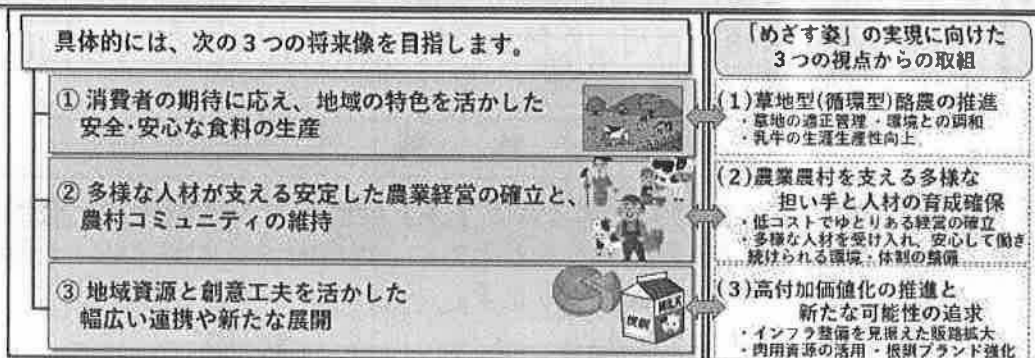 具体的には、次の3つの将来像を目指します。
① 消費者の期待に応え、地域の特色を活かした
安全・安心な食料の生産
② 多様な人材が支える安定した農業経営の確立と、
農村コミュニティの維持
③ 地域資源と創意工夫を活かした
幅広い連携や新たな展開
MILK
根釧
「めざす姿」の実現に向けた
3つの視点からの取組
(1)草地型(循環型)酪農の推進
・草地の適正管理・環境との調和
・乳牛の生涯生産性向上
(2)農業農村を支える多様な
担い手と人材の育成確保
・低コストでゆとりある経営の確立
・多様な人材を受け入れ、安心して働き
続けられる環境・体制の整備
(3)高付加価値化の推進と
新たな可能性の追求
・インフラ整備を見据えた販路拡大
・肉用資源の活用・根釧ブランド強化